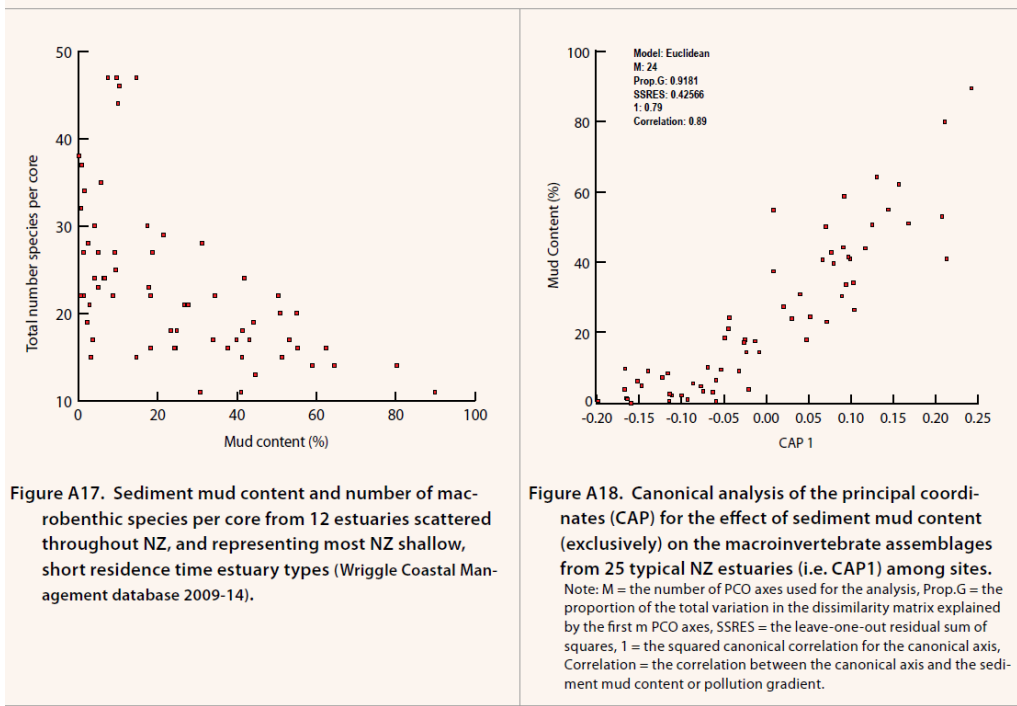 50
40
30
20
10
0
20
40
60
80
100
Total number species per core
Mud content (%)
Figure A17. Sediment mud content and number of mac-
robenthic species per core from 12 estuaries scattered
throughout NZ, and representing most NZ shallow,
short residence time estuary types (Wriggle Coastal Man-
agement database 2009-14).
100
80
60
40
20
0
Model: Euclidean
M: 24
Prop.G: 0.9181
SSRES: 0.42566
1: 0.79
Correlation: 0.89
Mud Content (%)
-0.20
-0.15
-0.10
-0.05
0.00
0.05
0.10
0.15
0.20
0.25
CAP 1
Figure A18. Canonical analysis of the principal coordi-
nates (CAP) for the effect of sediment mud content
(exclusively) on the macroinvertebrate assemblages
from 25 typical NZ estuaries (i.e. CAP1) among sites.
Note: M = the number of PCO axes used for the analysis, Prop.G = the
proportion of the total variation in the dissimilarity matrix explained
by the first m PCO axes, SSRES = the leave-one-out residual sum of
squares, 1 = the squared canonical correlation for the canonical axis,
Correlation = the correlation between the canonical axis and the sedi-
ment mud content or pollution gradient.